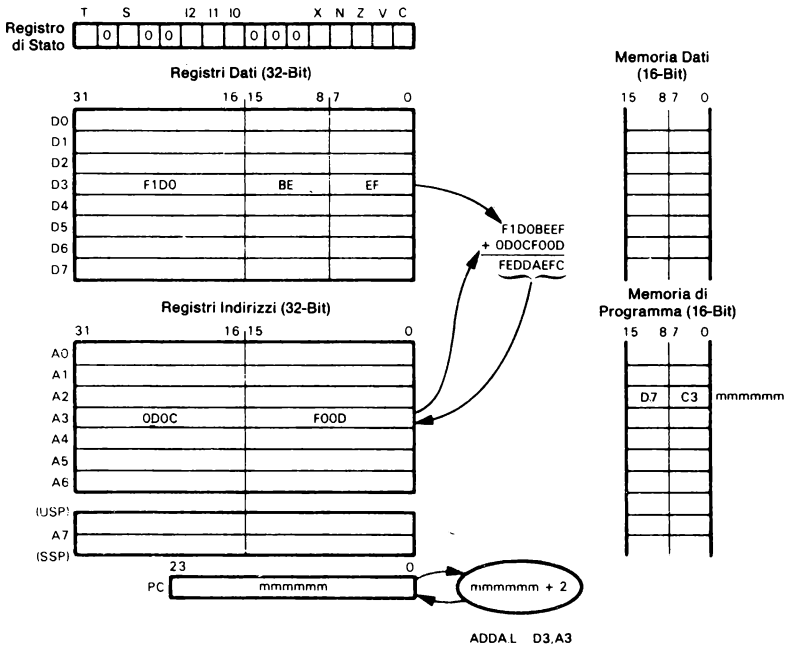 T S I2 I1 I0 X N Z V C
Registro di Stato
0 0 0 0 0 0
Registri Dati (32-Bit)
31 16 15 8 7 0
D0
D1
D2
D3 F1D0 BE EF
D4
D5
D6
D7
F1D0BEEF
+ 0D0CF00D
FEDDAEFC
Memoria Dati
(16-Bit)
15 8 7 0
Registri Indirizzi (32-Bit)
31 16 15 0
A0
A1
A2
A3 0D0C F00D
A4
A5
A6
(USP)
A7
(SSP)
Memoria di
Programma (16-Bit)
15 8 7 0
D7 C3 mmmmmm
23 0
PC mmmmmm
mmmmmm + 2
ADDA.L D3,A3